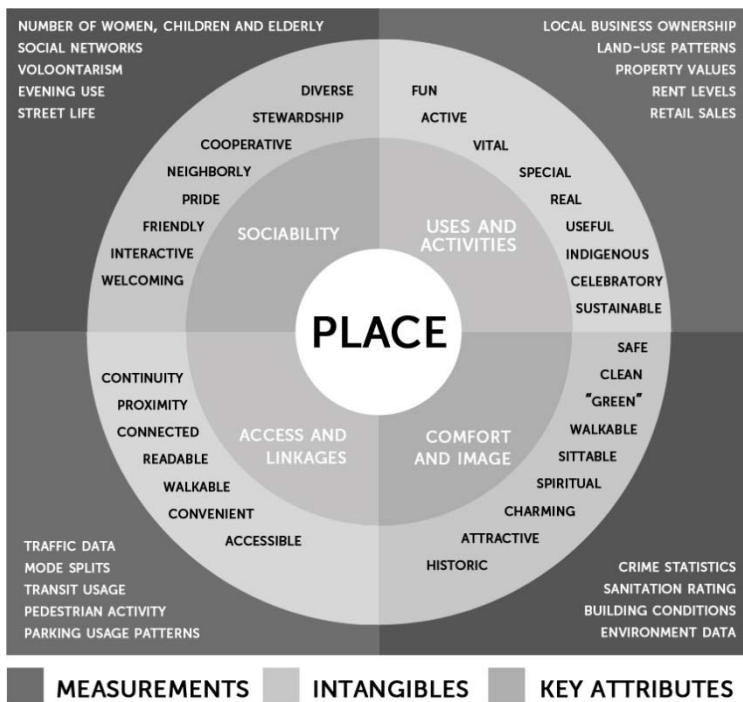 NUMBER OF WOMEN, CHILDREN AND ELDERLY
SOCIAL NETWORKS
VOLOONTARISM
EVENING USE
STREET LIFE
LOCAL BUSINESS OWNERSHIP
LAND-USE PATTERNS
PROPERTY VALUES
RENT LEVELS
RETAIL SALES
DIVERSE
STEWARDSHIP
COOPERATIVE
NEIGHBORLY
PRIDE
FRIENDLY
INTERACTIVE
WELCOMING
FUN
ACTIVE
VITAL
SPECIAL
REAL
USEFUL
INDIGENOUS
CELEBRATORY
SUSTAINABLE
SOCIABILITY
USES AND
ACTIVITIES
PLACE
ACCESS AND
LINKAGES
COMFORT
AND IMAGE
CONTINUITY
PROXIMITY
CONNECTED
READABLE
WALKABLE
CONVENIENT
ACCESSIBLE
SAFE
CLEAN
"GREEN"
WALKABLE
SITTABLE
SPIRITUAL
CHARMING
ATTRACTIVE
HISTORIC
TRAFFIC DATA
MODE SPLITS
TRANSIT USAGE
PEDESTRIAN ACTIVITY
PARKING USAGE PATTERNS
CRIME STATISTICS
SANITATION RATING
BUILDING CONDITIONS
ENVIRONMENT DATA
MEASUREMENTS
INTANGIBLES
KEY ATTRIBUTES